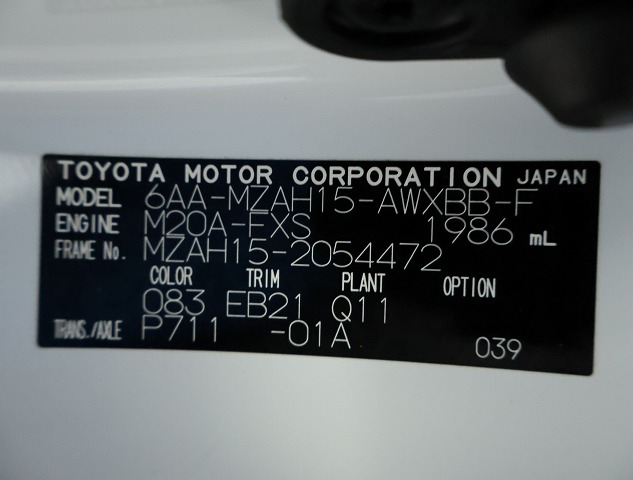 TOYOTA MOTOR CORPORATION JAPAN
MODEL 6AA-MZAH15-AWXBB-F
ENGINE M20A-FXS 1986 mL
FRAME No. MZAH15-2054472
COLOR TRIM PLANT OPTION
083 EB21 Q11
TRANS./AXLE P711 -01A
039